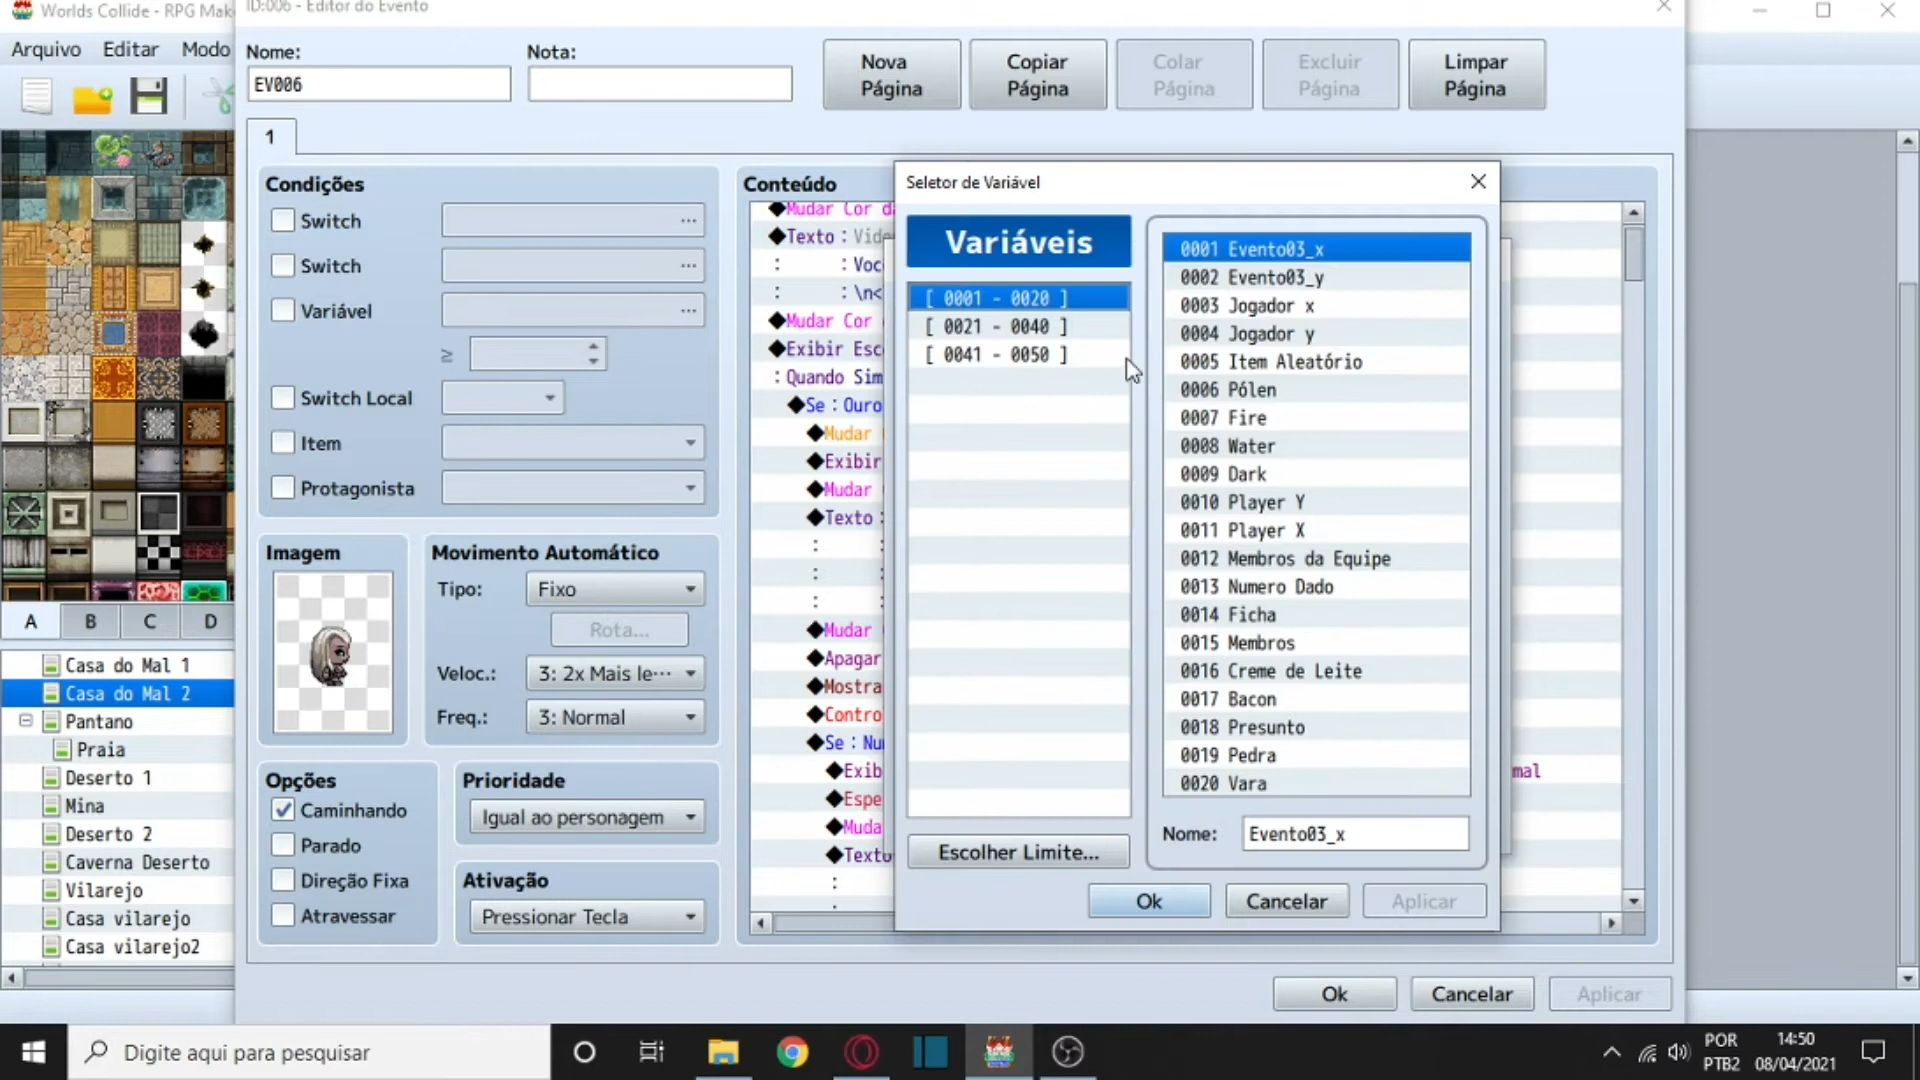 Worlds Collide - RPG Mak
ID:006 - Editor do Evento
Arquivo Editar Modo
Nome:
EV006
Nota:
Nova Página
Copiar Página
Colar Página
Excluir Página
Limpar Página
1
Condições
Switch
Switch
Variável
≥
Switch Local
Item
Protagonista
Imagem
Movimento Automático
Tipo: Fixo
Rota...
Veloc.: 3: 2x Mais le···
Freq.: 3: Normal
Opções
Caminhando
Parado
Direção Fixa
Atravessar
Prioridade
Igual ao personagem
Ativação
Pressionar Tecla
Conteúdo
◆Mudar Cor da
◆Texto : Vide
: : Voc
: : \n<
◆Mudar Cor
◆Exibir Esc
: Quando Sim
◆Se : Ouro
◆Mudar
◆Exibir
◆Mudar
◆Texto :
: :
: :
: :
◆Mudar
◆Apagar
◆Mostra
◆Contro
◆Se : Nu
◆Exib
◆Espe
◆Muda
◆Texto
:
:
mal
Seletor de Variável
Variáveis
[ 0001 - 0020 ]
[ 0021 - 0040 ]
[ 0041 - 0050 ]
Escolher Limite...
0001 Evento03_x
0002 Evento03_y
0003 Jogador x
0004 Jogador y
0005 Item Aleatório
0006 Pólen
0007 Fire
0008 Water
0009 Dark
0010 Player Y
0011 Player X
0012 Membros da Equipe
0013 Numero Dado
0014 Ficha
0015 Membros
0016 Creme de Leite
0017 Bacon
0018 Presunto
0019 Pedra
0020 Vara
Nome: Evento03_x
Ok Cancelar Aplicar
Ok Cancelar Aplicar
A B C D
Casa do Mal 1
Casa do Mal 2
Pantano
Praia
Deserto 1
Mina
Deserto 2
Caverna Deserto
Vilarejo
Casa vilarejo
Casa vilarejo2
Digite aqui para pesquisar
POR
PTB2
14:50
08/04/2021